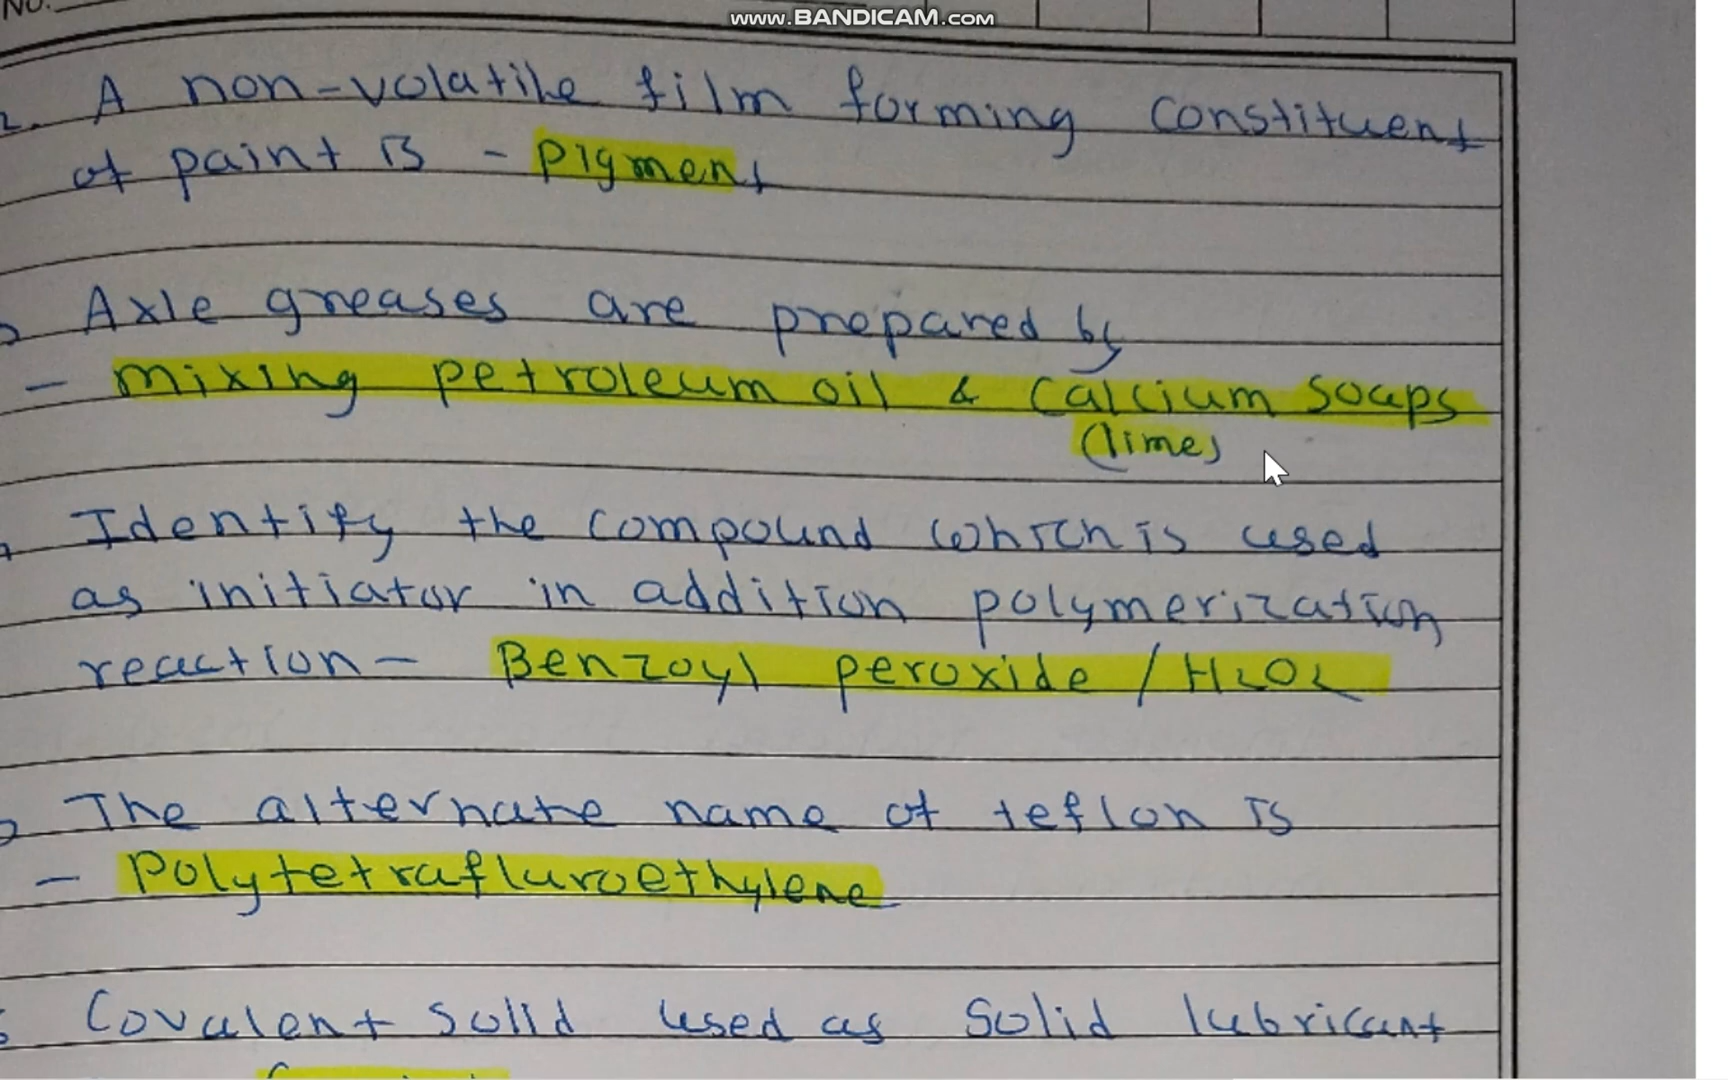 NO.
www.BANDICAM.com
2. A non-volatile film forming constituent
of paint is - pigment
Axle greases are prepared by
- mixing petroleum oil & calcium soaps
(lime)
Identify the compound which is used
as initiator in addition polymerization
reaction - Benzoyl peroxide / H2O2
The alternate name of teflon is
- Polytetrafluroethylene
Covalent solid used as solid lubricant